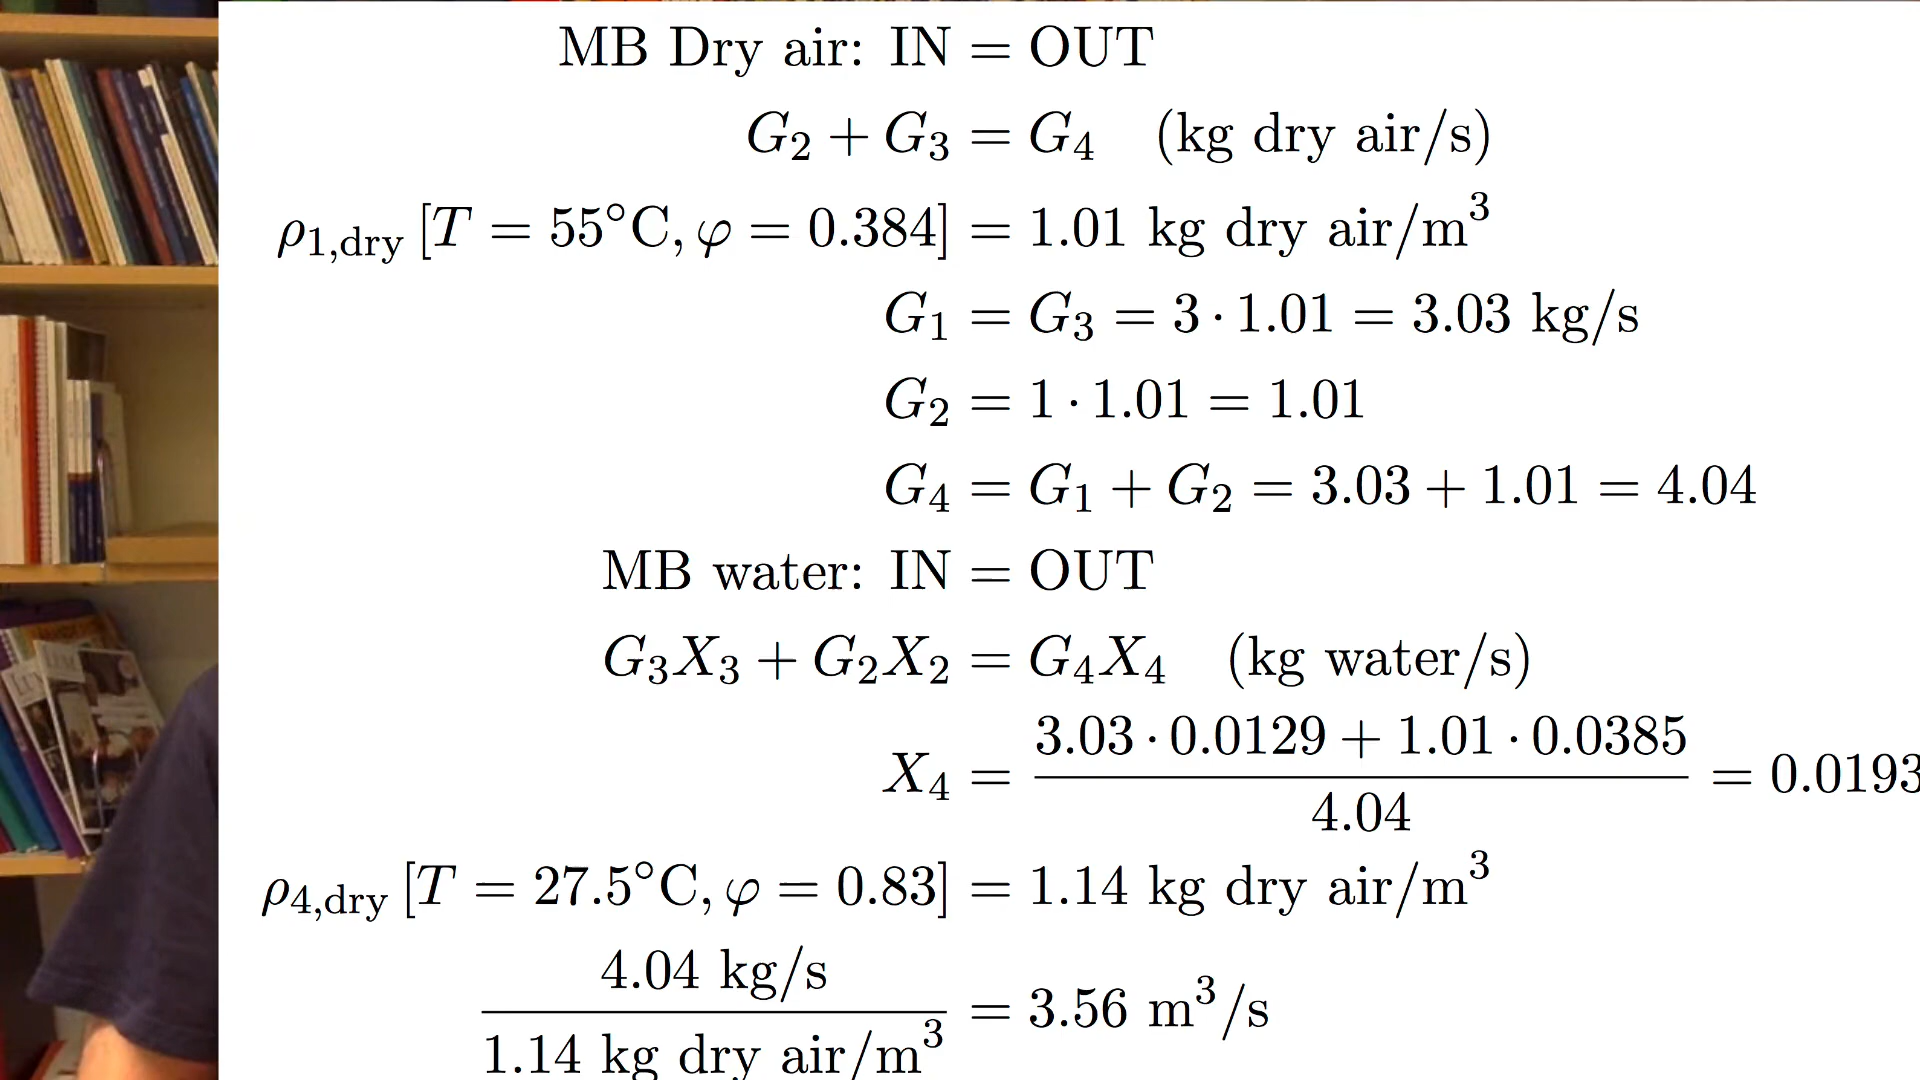 MB Dry air: IN = OUT
G₂ + G₃ = G₄ (kg dry air/s)
ρ₁,dry [T = 55°C, φ = 0.384] = 1.01 kg dry air/m³
G₁ = G₃ = 3 · 1.01 = 3.03 kg/s
G₂ = 1 · 1.01 = 1.01
G₄ = G₁ + G₂ = 3.03 + 1.01 = 4.04
MB water: IN = OUT
G₃X₃ + G₂X₂ = G₄X₄ (kg water/s)
X₄ = (3.03 · 0.0129 + 1.01 · 0.0385) / 4.04 = 0.0193
ρ₄,dry [T = 27.5°C, φ = 0.83] = 1.14 kg dry air/m³
4.04 kg/s / 1.14 kg dry air/m³ = 3.56 m³/s